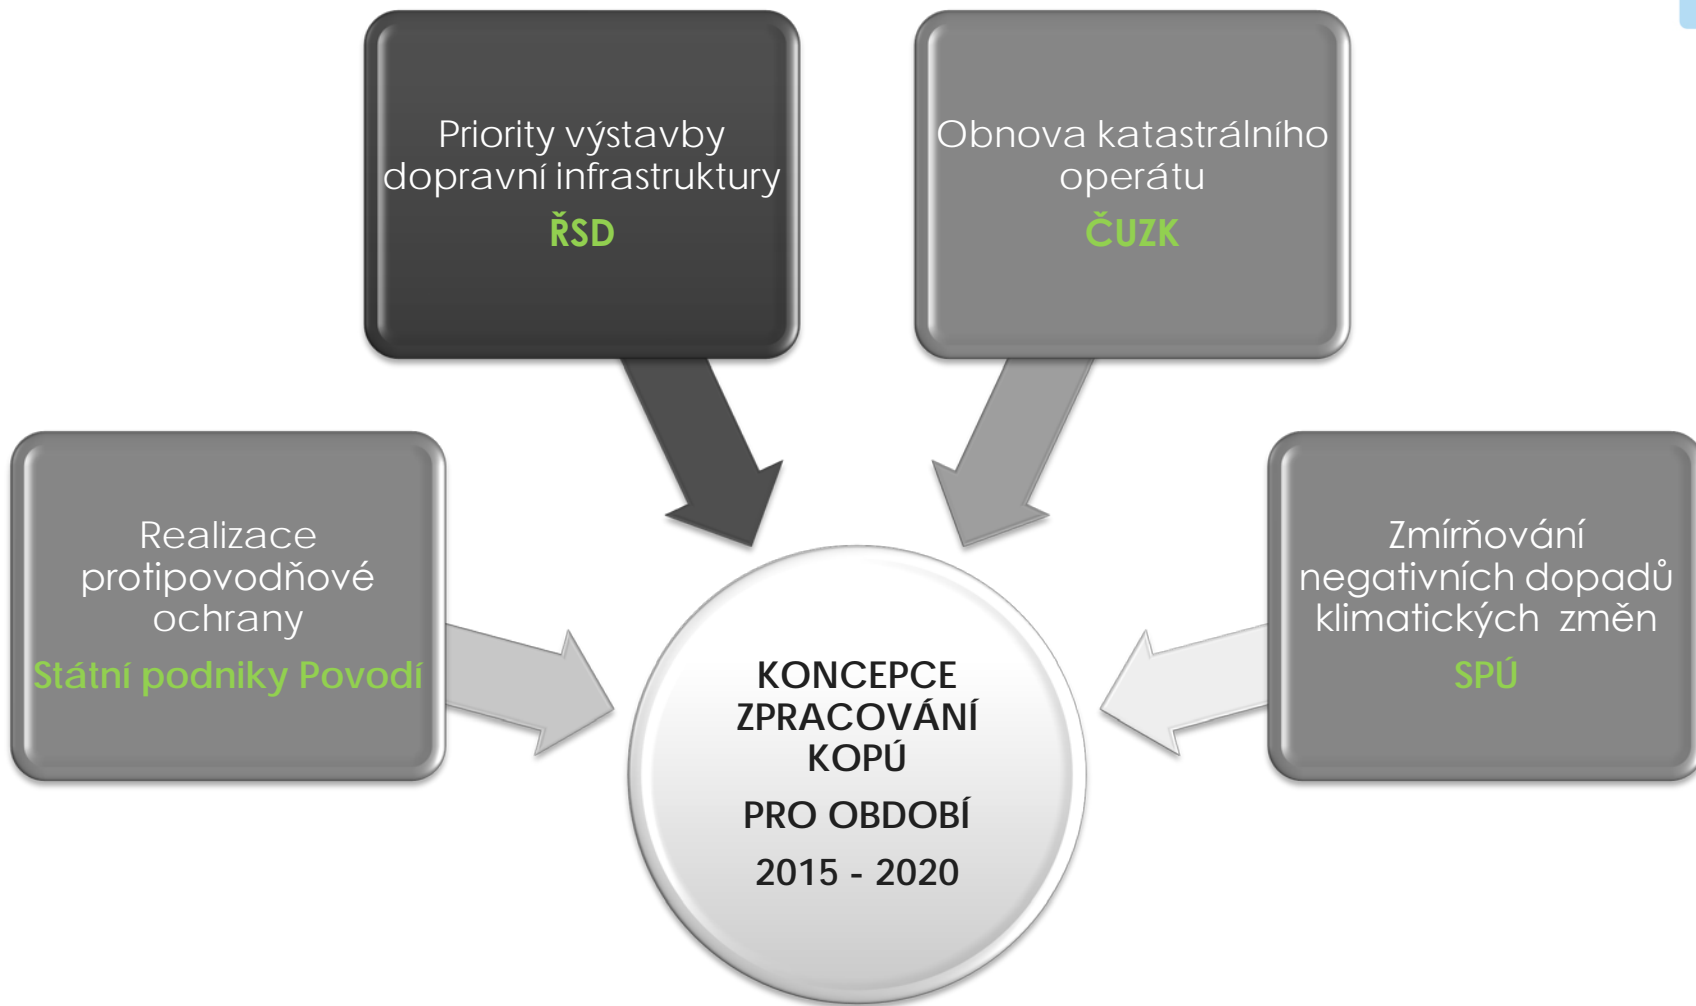 Priority výstavby
dopravní infrastruktury
ŘSD
Obnova katastrálního
operátu
ČUZK
Realizace
protipovodňové
ochrany
Státní podniky Povodí
Zmírňování
negativních dopadů
klimatických změn
SPÚ
KONCEPCE
ZPRACOVÁNÍ
KOPÚ
PRO OBDOBÍ
2015 - 2020